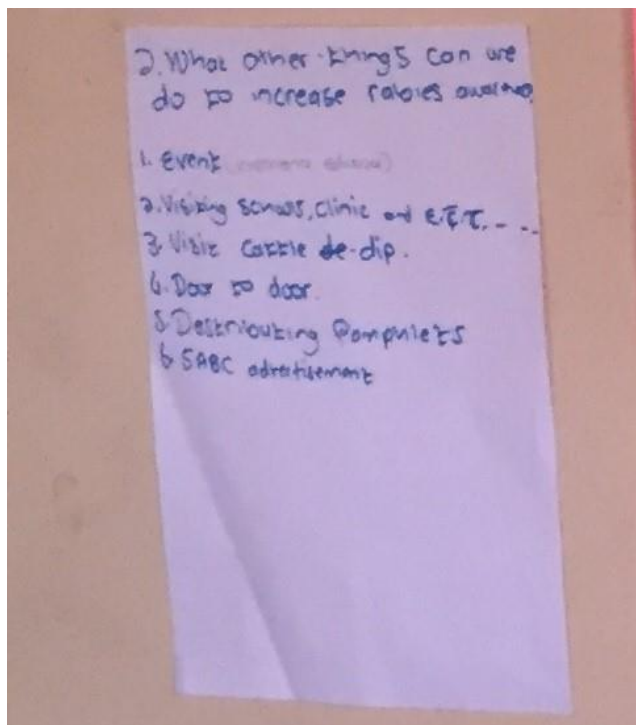 2. What other things can we
do to increase rabies
1. Event
2. Visiting schools, clinic and E.T.T. - - -
3. Visit cattle de-dip.
4. Door to door.
5. Destributing Pamphlets
6 SABC advertisement